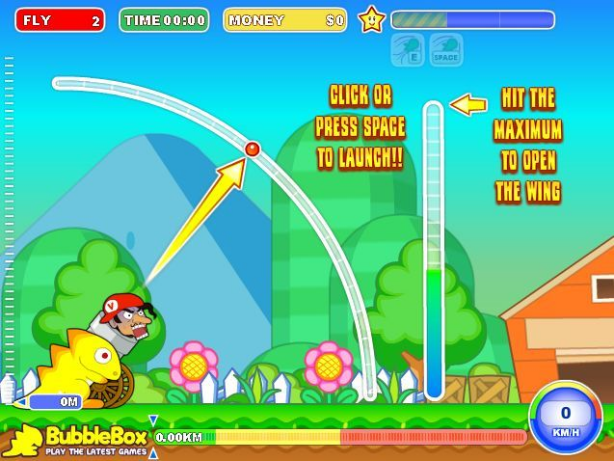 FLY 2
TIME 00:00
MONEY $0
E
SPACE
CLICK OR
PRESS SPACE
TO LAUNCH!!
HIT THE
MAXIMUM
TO OPEN
THE WING
V
0M
0
KM/H
BubbleBox
PLAY THE LATEST GAMES
0.00KM